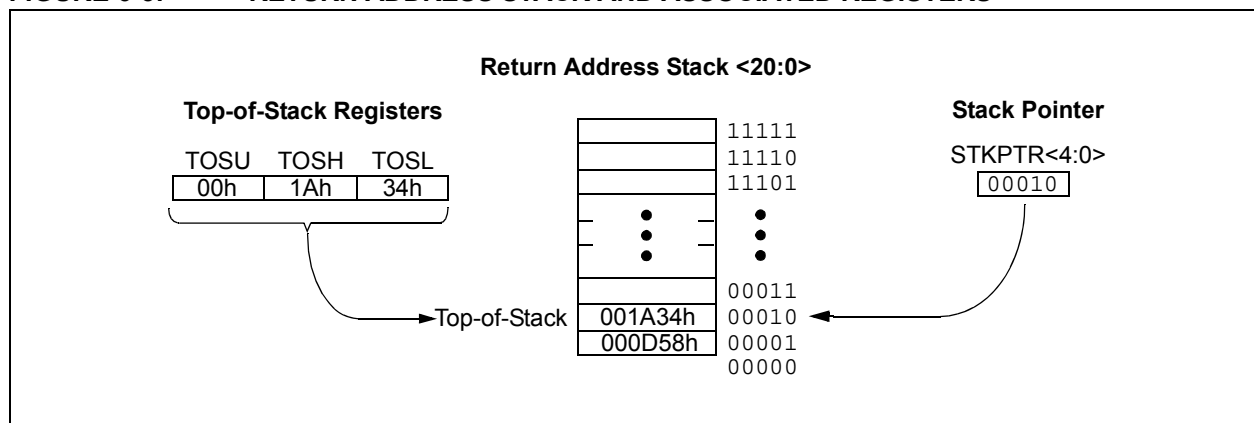 Return Address Stack <20:0>
Top-of-Stack Registers
Stack Pointer
11111
TOSU TOSH TOSL
11110
STKPTR<4:0>
00h 1Ah 34h
11101
00010
00011
Top-of-Stack 001A34h 00010
000D58h 00001
00000